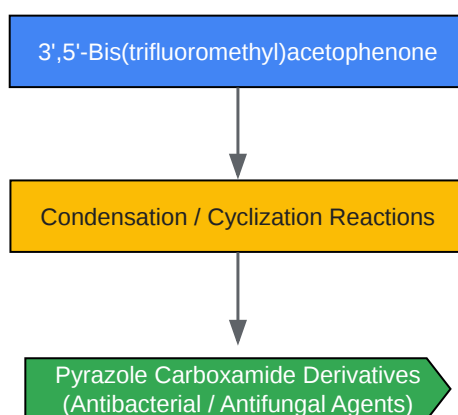 3',5'-Bis(trifluoromethyl)acetophenone
Condensation / Cyclization Reactions
Pyrazole Carboxamide Derivatives
(Antibacterial / Antifungal Agents)